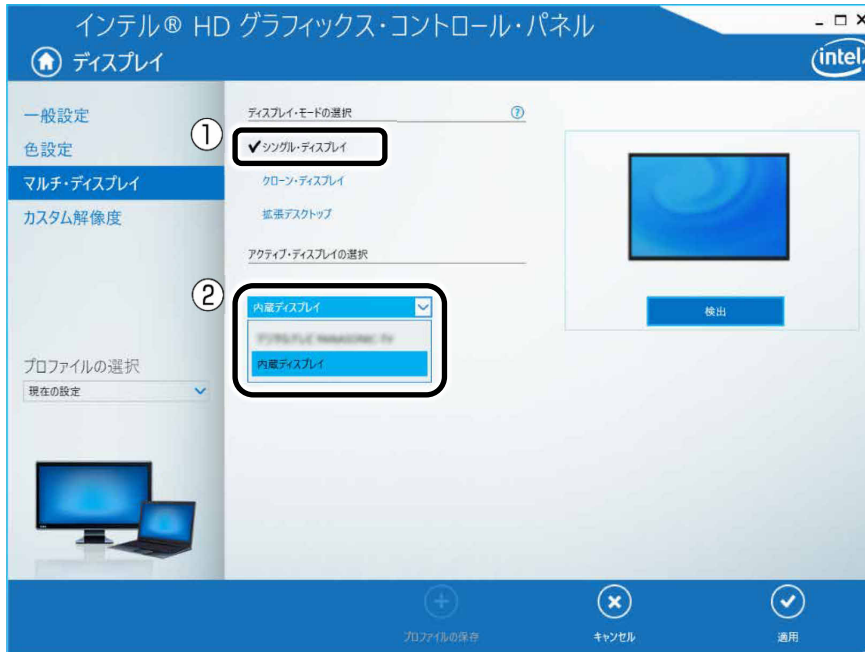 インテル® HD グラフィックス・コントロール・パネル
ディスプレイ
intel
一般設定
色設定
マルチ・ディスプレイ
カスタム解像度
プロファイルの選択
現在の設定
ディスプレイ・モードの選択
?
①
✔シングル・ディスプレイ
クローン・ディスプレイ
拡張デスクトップ
アクティブ・ディスプレイの選択
②
内蔵ディスプレイ
内蔵ディスプレイ
検出
プロファイルの保存
キャンセル
適用